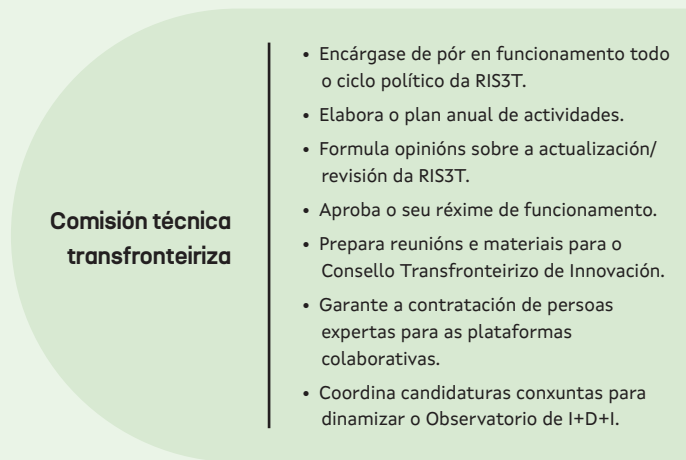 Comisión técnica
transfronteiriza
• Encárgase de pór en funcionamento todo
o ciclo político da RIS3T.
• Elabora o plan anual de actividades.
• Formula opinións sobre a actualización/
revisión da RIS3T.
• Aproba o seu réxime de funcionamento.
• Prepara reunións e materiais para o
Consello Transfronteirizo de Innovación.
• Garante a contratación de persoas
expertas para as plataformas
colaborativas.
• Coordina candidaturas conxuntas para
dinamizar o Observatorio de I+D+I.